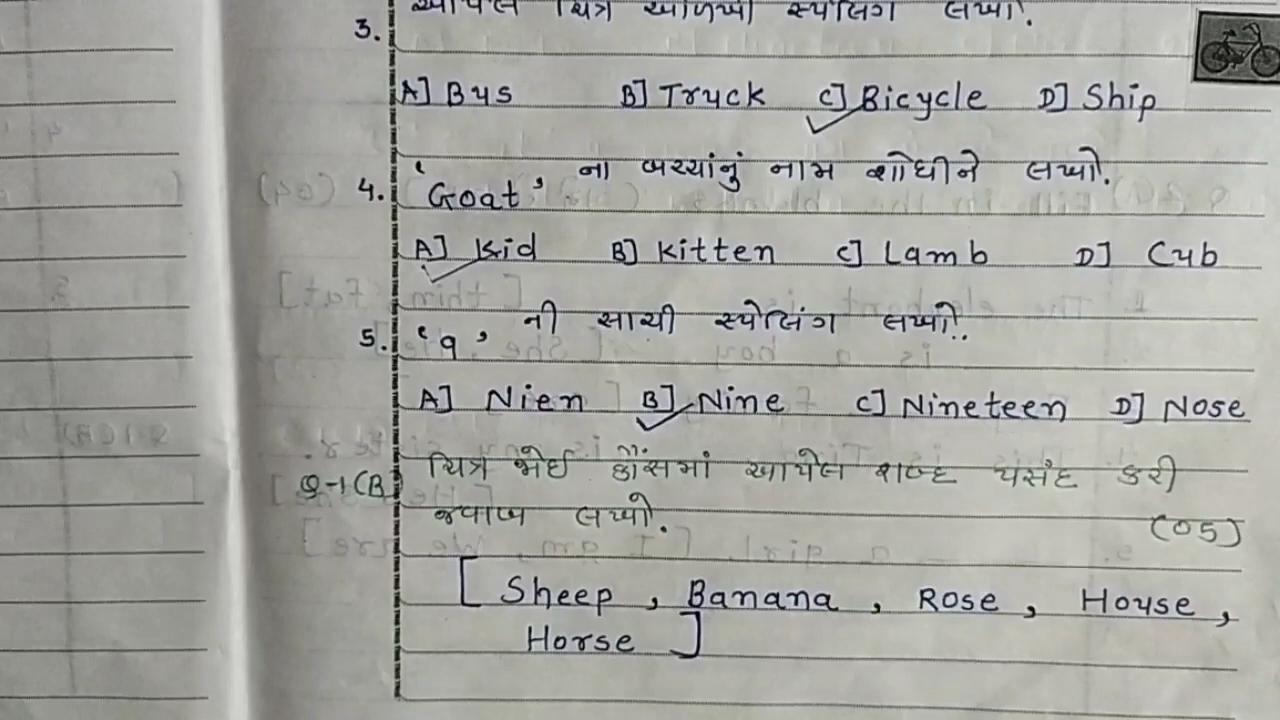 3. આપેલ ચિત્ર ઓળખી સ્પેલિંગ લખો.
A] Bus B] Truck C] Bicycle D] Ship
4. 'Goat' ના બચ્ચાંનું નામ શોધીને લખો.
A] Kid B] Kitten C] Lamb D] Cub
5. '9' ની સાચી સ્પેલિંગ લખો.
A] Nien B] Nine C] Nineteen D] Nose
Q-1(B) ચિત્ર જોઈ કૌંસમાં આપેલ શબ્દ પસંદ કરી
જવાબ લખો. (05)
[ Sheep, Banana, Rose, House,
Horse ]